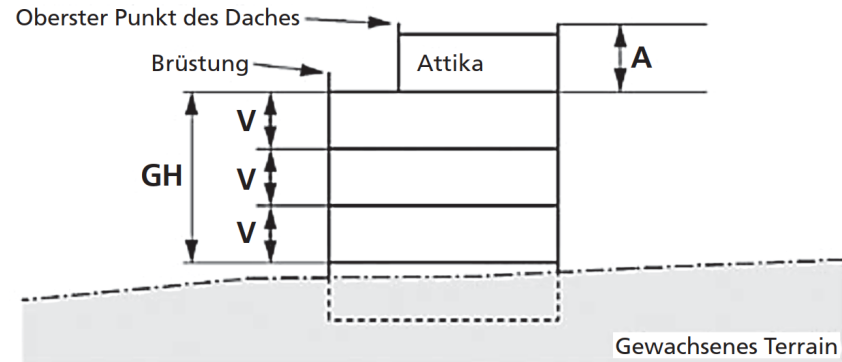 Oberster Punkt des Daches
Brüstung
Attika
A
V
GH
V
V
Gewachsenes Terrain